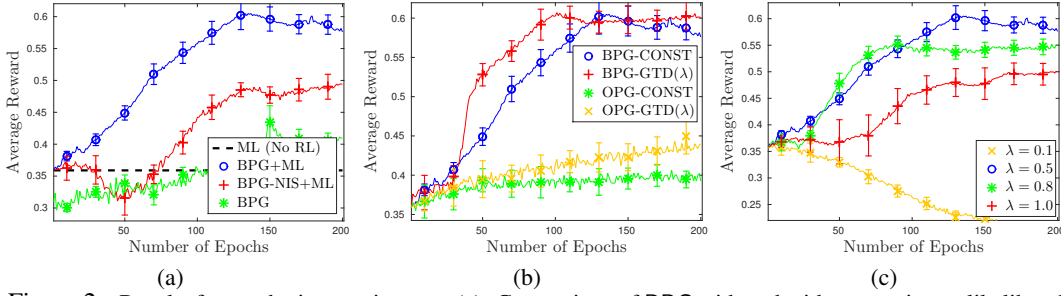 0.6
0.55
0.5
0.45
0.4
0.35
0.3
Average Reward
50
100
150
200
Number of Epochs
ML (No RL)
BPG+ML
BPG-NIS+ML
BPG
(a)
0.6
0.55
0.5
0.45
0.4
0.35
Average Reward
50
100
150
200
Number of Epochs
BPG-CONST
BPG-GTD(λ)
OPG-CONST
OPG-GTD(λ)
(b)
0.6
0.55
0.5
0.45
0.4
0.35
0.3
0.25
Average Reward
50
100
150
200
Number of Epochs
λ = 0.1
λ = 0.5
λ = 0.8
λ = 1.0
(c)